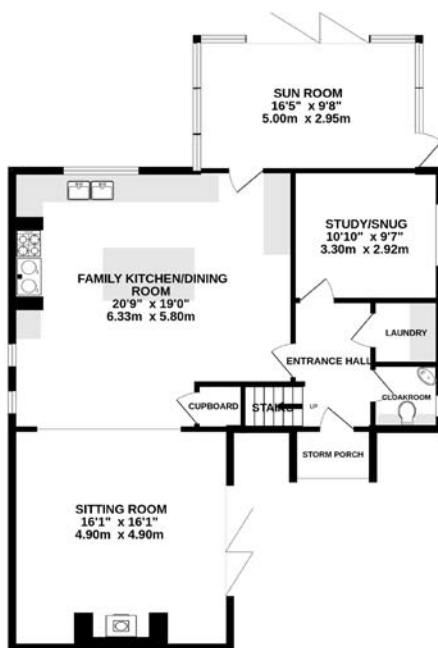 SUN ROOM
16'5" x 9'8"
5.00m x 2.95m
STUDY/SNUG
10'10" x 9'7"
3.30m x 2.92m
FAMILY KITCHEN/DINING
ROOM
20'9" x 19'0"
6.33m x 5.80m
LAUNDRY
ENTRANCE HALL
CLOAKROOM
CUPBOARD
STAIRS
UP
STORM PORCH
SITTING ROOM
16'1" x 16'1"
4.90m x 4.90m